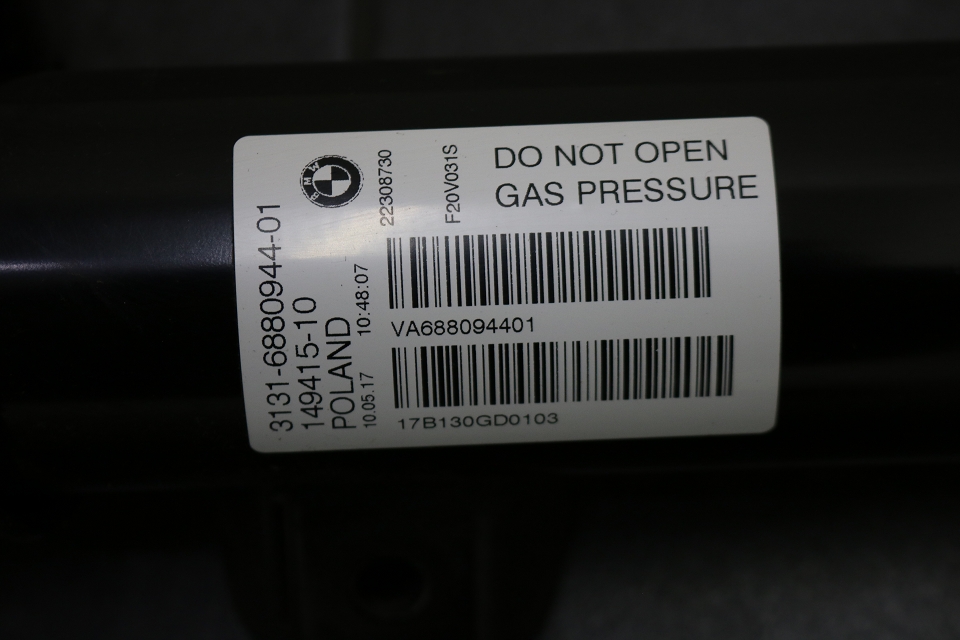 DO NOT OPEN
GAS PRESSURE
BMW
22308730
F20V031S
3131-6880944-01
149415-10
POLAND
10.05.17 10:48:07
VA688094401
17B130GD0103